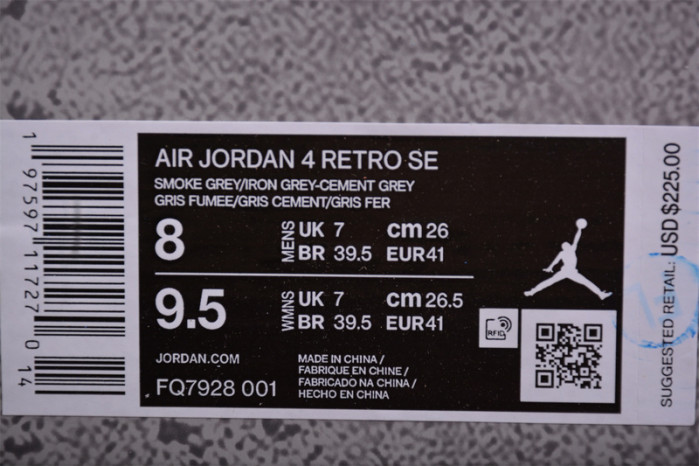 AIR JORDAN 4 RETRO SE
SMOKE GREY/IRON GREY-CEMENT GREY
GRIS FUMEE/GRIS CEMENT/GRIS FER
8 MENS UK 7 cm 26
BR 39.5 EUR41
9.5 WMNS UK 7 cm 26.5
BR 39.5 EUR41
RFID
JORDAN.COM
FQ7928 001
MADE IN CHINA /
FABRIQUE EN CHINE /
FABRICADO NA CHINA /
HECHO EN CHINA
1 97597 11727 0 14
SUGGESTED RETAIL: USD $225.00